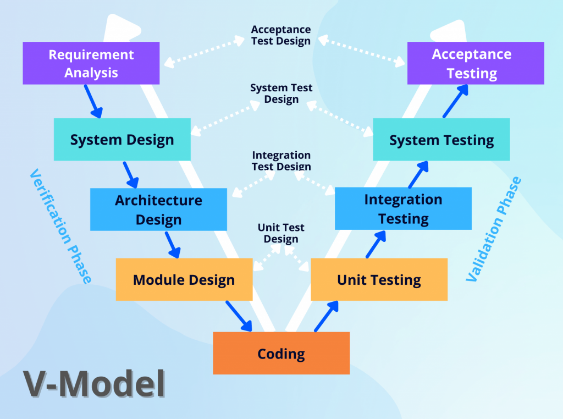 Acceptance
Test Design
Requirement
Analysis
Acceptance
Testing
System Test
Design
System Design
System Testing
Integration
Test Design
Architecture
Design
Integration
Testing
Verification Phase
Validation Phase
Unit Test
Design
Module Design
Unit Testing
Coding
V-Model